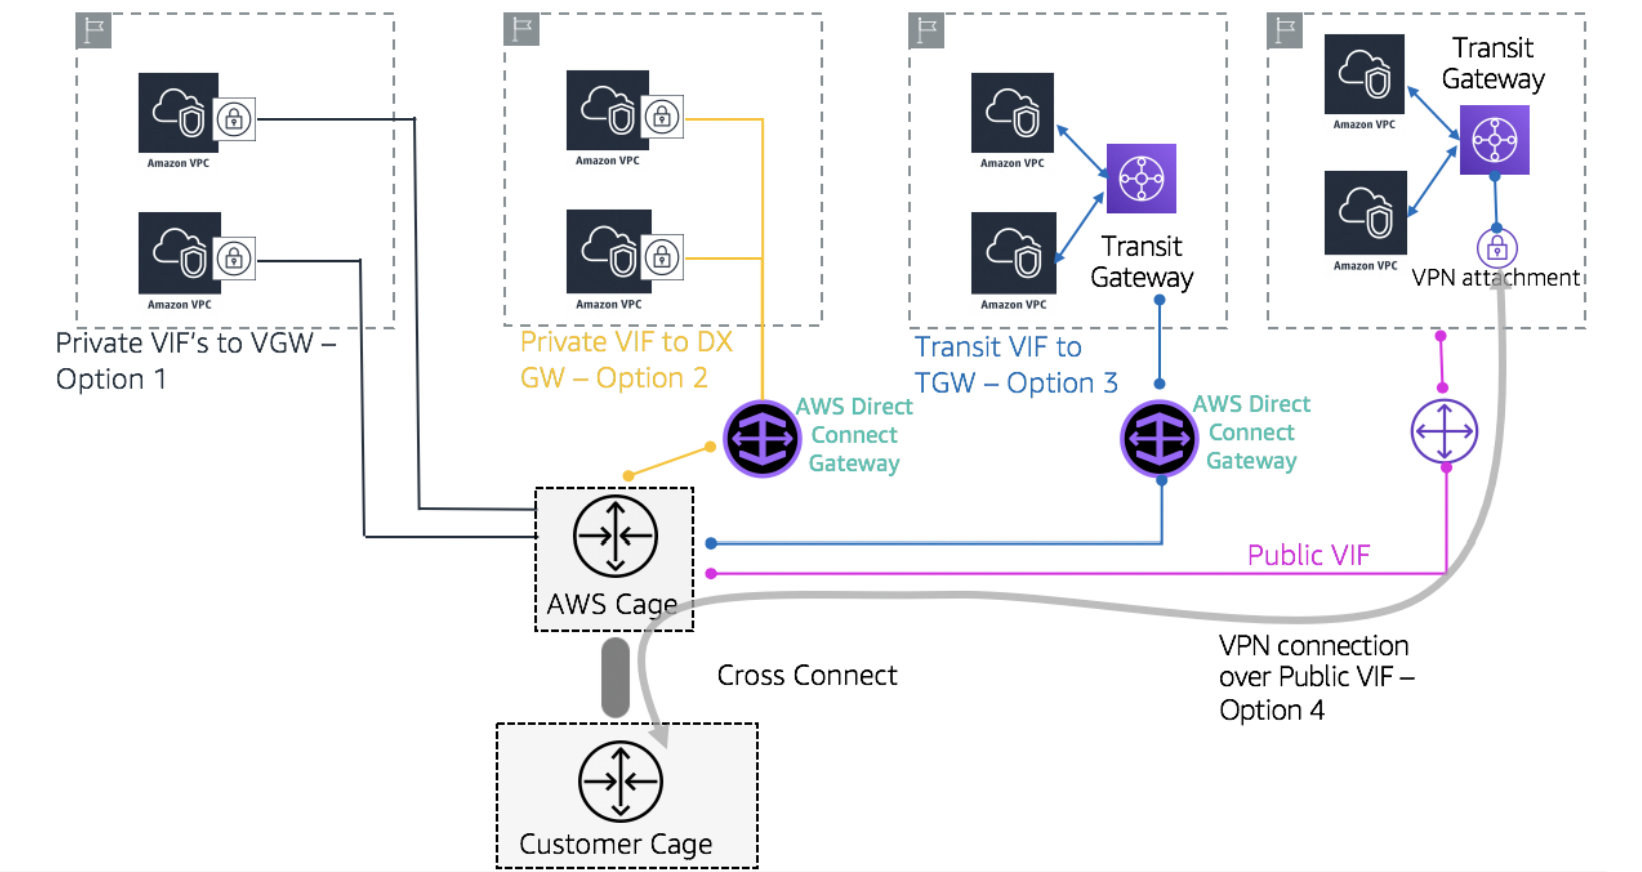 Amazon VPC
Amazon VPC
Private VIF's to VGW –
Option 1
Amazon VPC
Amazon VPC
Private VIF to DX
GW – Option 2
AWS Direct
Connect
Gateway
Amazon VPC
Amazon VPC
Transit
Gateway
Transit VIF to
TGW – Option 3
AWS Direct
Connect
Gateway
Transit
Gateway
Amazon VPC
Amazon VPC
VPN attachment
Public VIF
AWS Cage
VPN connection
over Public VIF –
Option 4
Cross Connect
Customer Cage